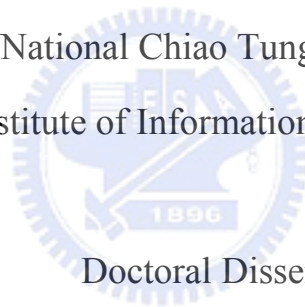 National Chiao Tung
stitute of Information
1896
Doctoral Disse